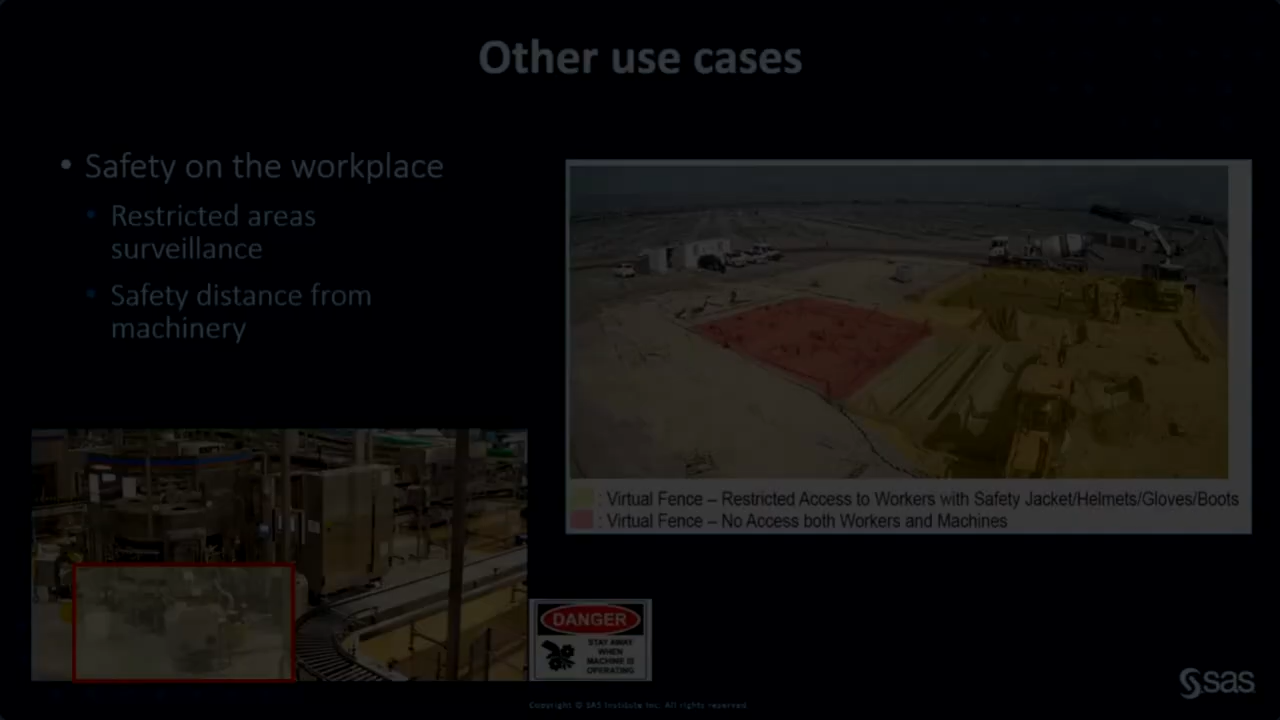 Other use cases
• Safety on the workplace
• Restricted areas
surveillance
• Safety distance from
machinery
: Virtual Fence – Restricted Access to Workers with Safety Jacket/Helmets/Gloves/Boots
: Virtual Fence – No Access both Workers and Machines
DANGER
STAY AWAY
WHEN
MACHINE IS
OPERATING
sas
Copyright © SAS Institute Inc. All rights reserved.